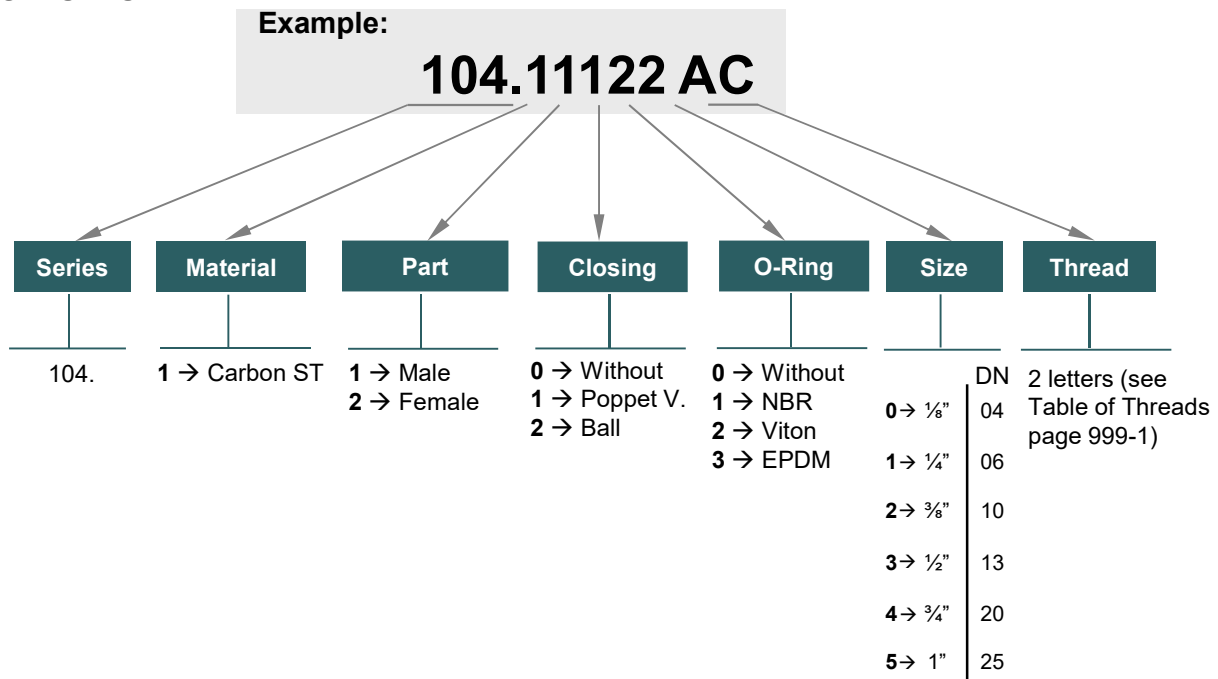 Example:
104.11122 AC
Series
Material
Part
Closing
O-Ring
Size
Thread
104.
1 → Carbon ST
1 → Male
2 → Female
0 → Without
1 → Poppet V.
2 → Ball
0 → Without
1 → NBR
2 → Viton
3 → EPDM
DN
0→ ⅛” 04
1→ ¼” 06
2→ ⅜” 10
3→ ½” 13
4→ ¾” 20
5→ 1” 25
2 letters (see
Table of Threads
page 999-1)